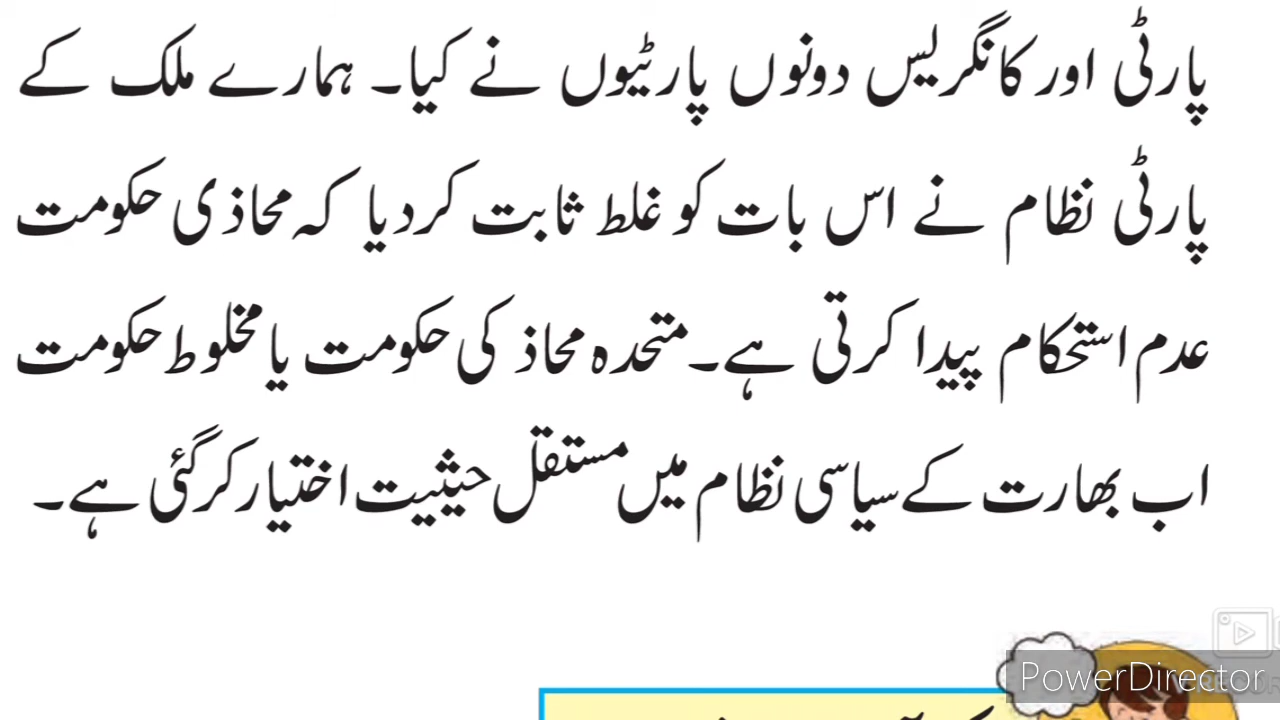 پارٹی اور کانگریس دونوں پارٹیوں نے کیا۔ ہمارے ملک کے
پارٹی نظام نے اس بات کو غلط ثابت کردیا کہ محاذی حکومت
عدم استحکام پیدا کرتی ہے۔ متحدہ محاذ کی حکومت یا مخلوط حکومت
اب بھارت کے سیاسی نظام میں مستقل حیثیت اختیار کرگئی ہے۔
PowerDirector